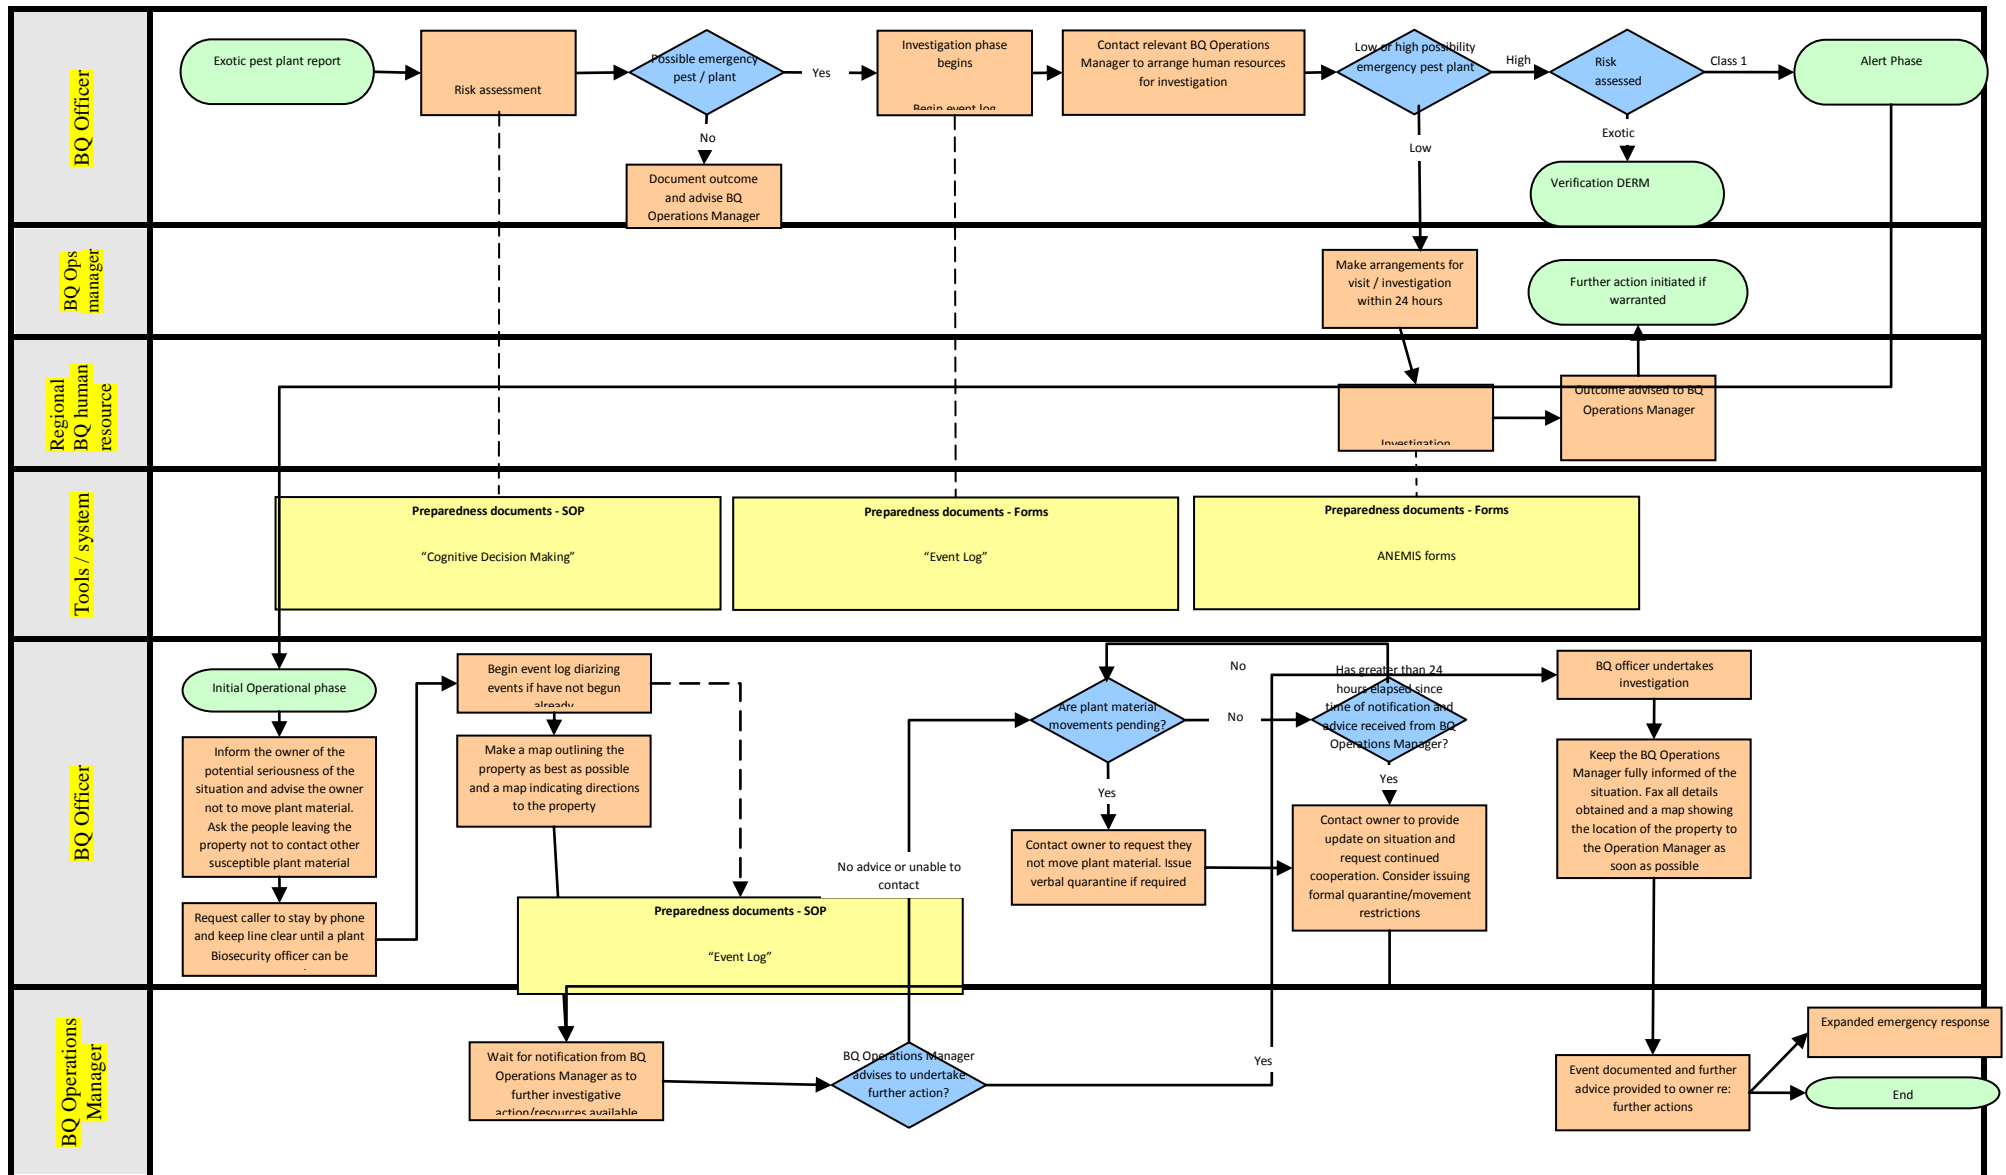 BQ Officer
Exotic pest plant report
Risk assessment
Possible emergency
pest / plant
Yes
No
Document outcome
and advise BQ
Operations Manager
Investigation phase
begins
Begin event log
Contact relevant BQ Operations
Manager to arrange human resources
for investigation
Low or high possibility
emergency pest plant
High
Low
Risk
assessed
Class 1
Exotic
Alert Phase
Verification DERM
BQ Ops
manager
Make arrangements for
visit / investigation
within 24 hours
Further action initiated if
warranted
Regional
BQ human
resource
Investigation
Outcome advised to BQ
Operations Manager
Tools / system
Preparedness documents - SOP
“Cognitive Decision Making”
Preparedness documents - Forms
“Event Log”
Preparedness documents - Forms
ANEMIS forms
BQ Officer
Initial Operational phase
Inform the owner of the
potential seriousness of the
situation and advise the owner
not to move plant material.
Ask the people leaving the
property not to contact other
susceptible plant material
Request caller to stay by phone
and keep line clear until a plant
Biosecurity officer can be
Begin event log diarizing
events if have not begun
already
Make a map outlining the
property as best as possible
and a map indicating directions
to the property
Preparedness documents - SOP
“Event Log”
No advice or unable to
contact
Are plant material
movements pending?
No
Yes
Contact owner to request they
not move plant material. Issue
verbal quarantine if required
No
Has greater than 24
hours elapsed since
time of notification and
advice received from BQ
Operations Manager?
Yes
Contact owner to provide
update on situation and
request continued
cooperation. Consider issuing
formal quarantine/movement
restrictions
BQ officer undertakes
investigation
Keep the BQ Operations
Manager fully informed of the
situation. Fax all details
obtained and a map showing
the location of the property to
the Operation Manager as
soon as possible
BQ Operations
Manager
Wait for notification from BQ
Operations Manager as to
further investigative
action/resources available
BQ Operations Manager
advises to undertake
further action?
Yes
Event documented and further
advice provided to owner re:
further actions
Expanded emergency response
End